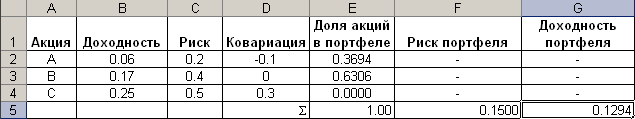 A B C D E F G
1 Акция Доходность Риск Ковариация Доля акций в портфеле Риск портфеля Доходность портфеля
2 A 0.06 0.2 -0.1 0.3694 - -
3 B 0.17 0.4 0 0.6306 - -
4 C 0.25 0.5 0.3 0.0000 - -
5 Σ 1.00 0.1500 0.1294